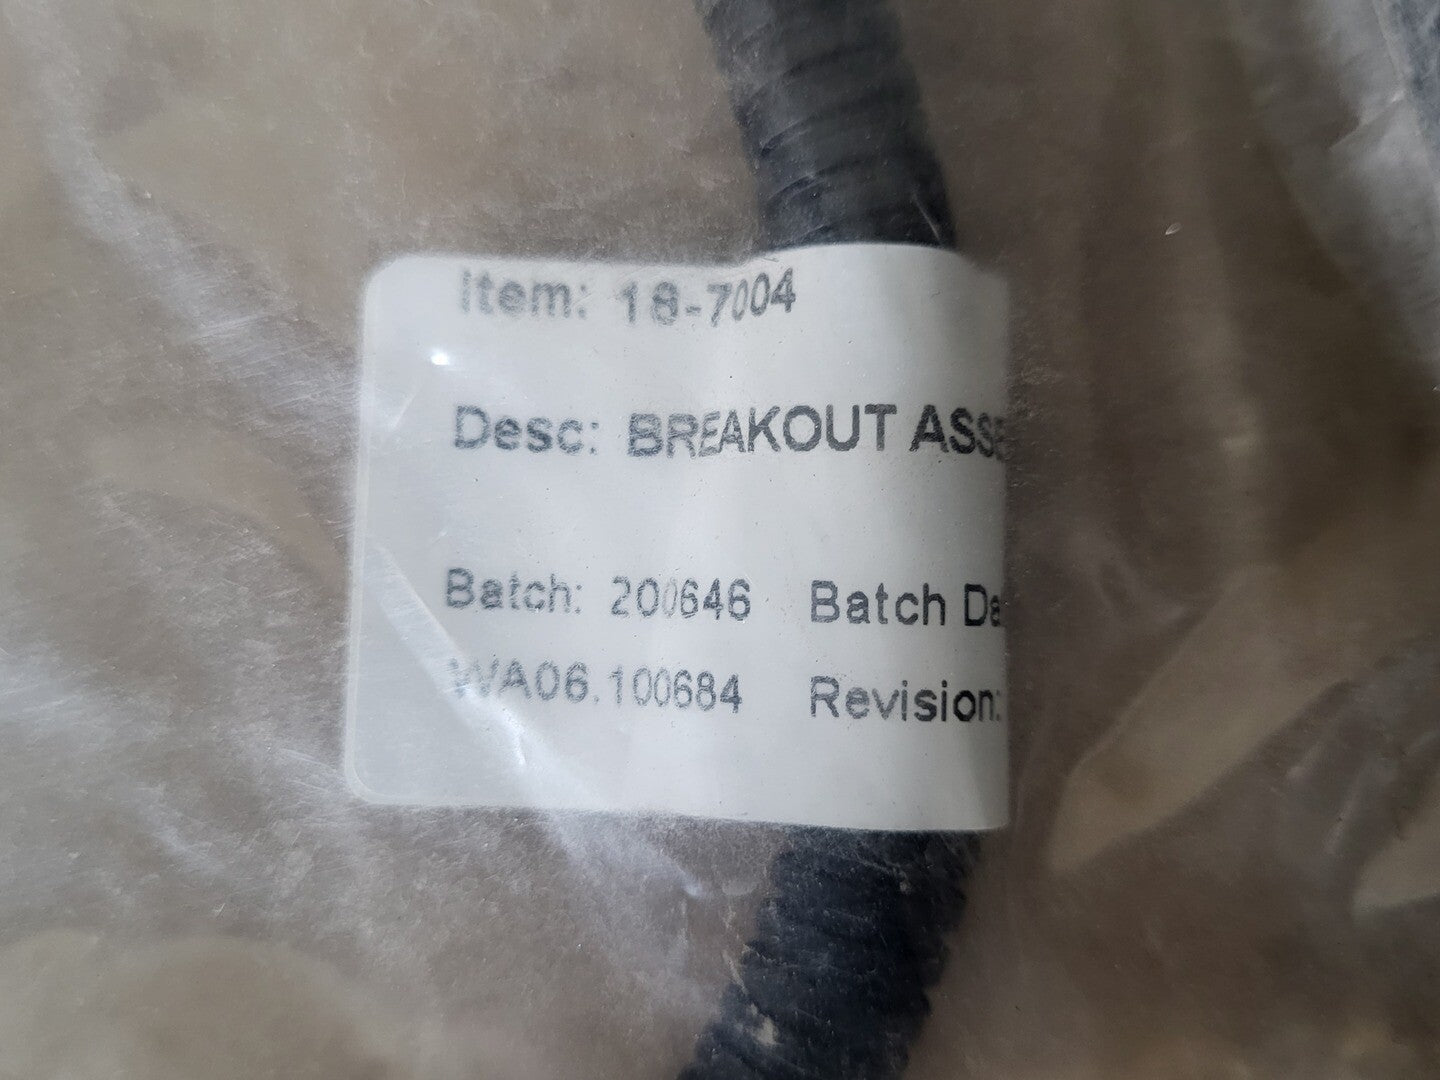 Item: 18-7004
Desc: BREAKOUT ASSE
Batch: 200646 Batch Da
WA06.100684 Revision: